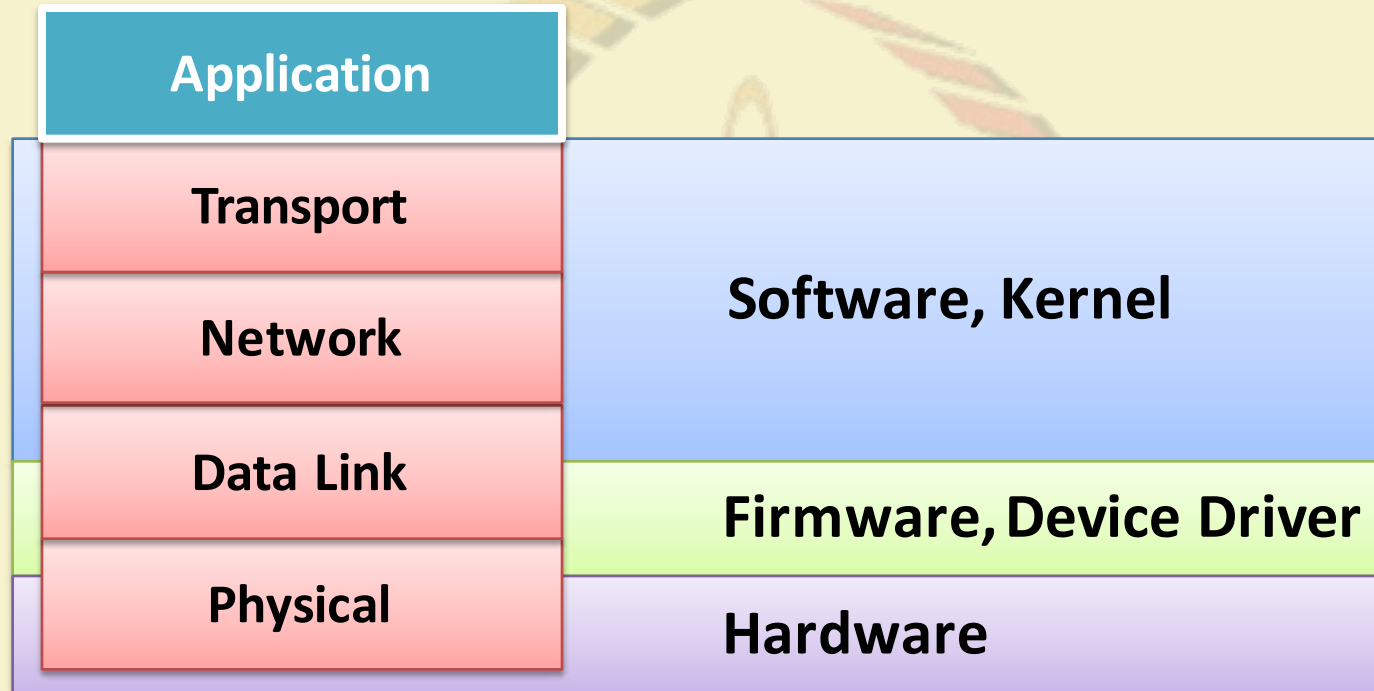 Application
Transport
Network
Software, Kernel
Data Link
Firmware, Device Driver
Physical
Hardware